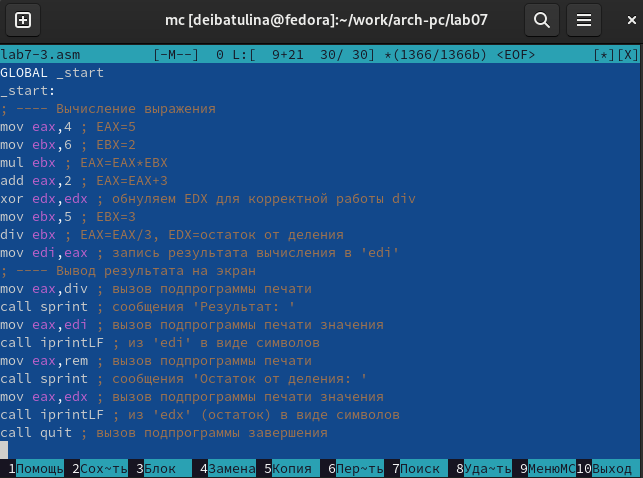 mc [deibatulina@fedora]:~/work/arch-pc/lab07
lab7-3.asm [-M--] 0 L:[ 9+21 30/ 30] *(1366/1366b) <EOF> [*][X]
GLOBAL _start
_start:
; ---- Вычисление выражения
mov eax,4 ; EAX=5
mov ebx,6 ; EBX=2
mul ebx ; EAX=EAX*EBX
add eax,2 ; EAX=EAX+3
xor edx,edx ; обнуляем EDX для корректной работы div
mov ebx,5 ; EBX=3
div ebx ; EAX=EAX/3, EDX=остаток от деления
mov edi,eax ; запись результата вычисления в 'edi'
; ---- Вывод результата на экран
mov eax,div ; вызов подпрограммы печати
call sprint ; сообщения 'Результат: '
mov eax,edi ; вызов подпрограммы печати значения
call iprintLF ; из 'edi' в виде символов
mov eax,rem ; вызов подпрограммы печати
call sprint ; сообщения 'Остаток от деления: '
mov eax,edx ; вызов подпрограммы печати значения
call iprintLF ; из 'edx' (остаток) в виде символов
call quit ; вызов подпрограммы завершения
1Помощь 2Сох~ть 3Блок 4Замена 5Копия 6Пер~ть 7Поиск 8Уда~ть 9МенюМС 10Выход